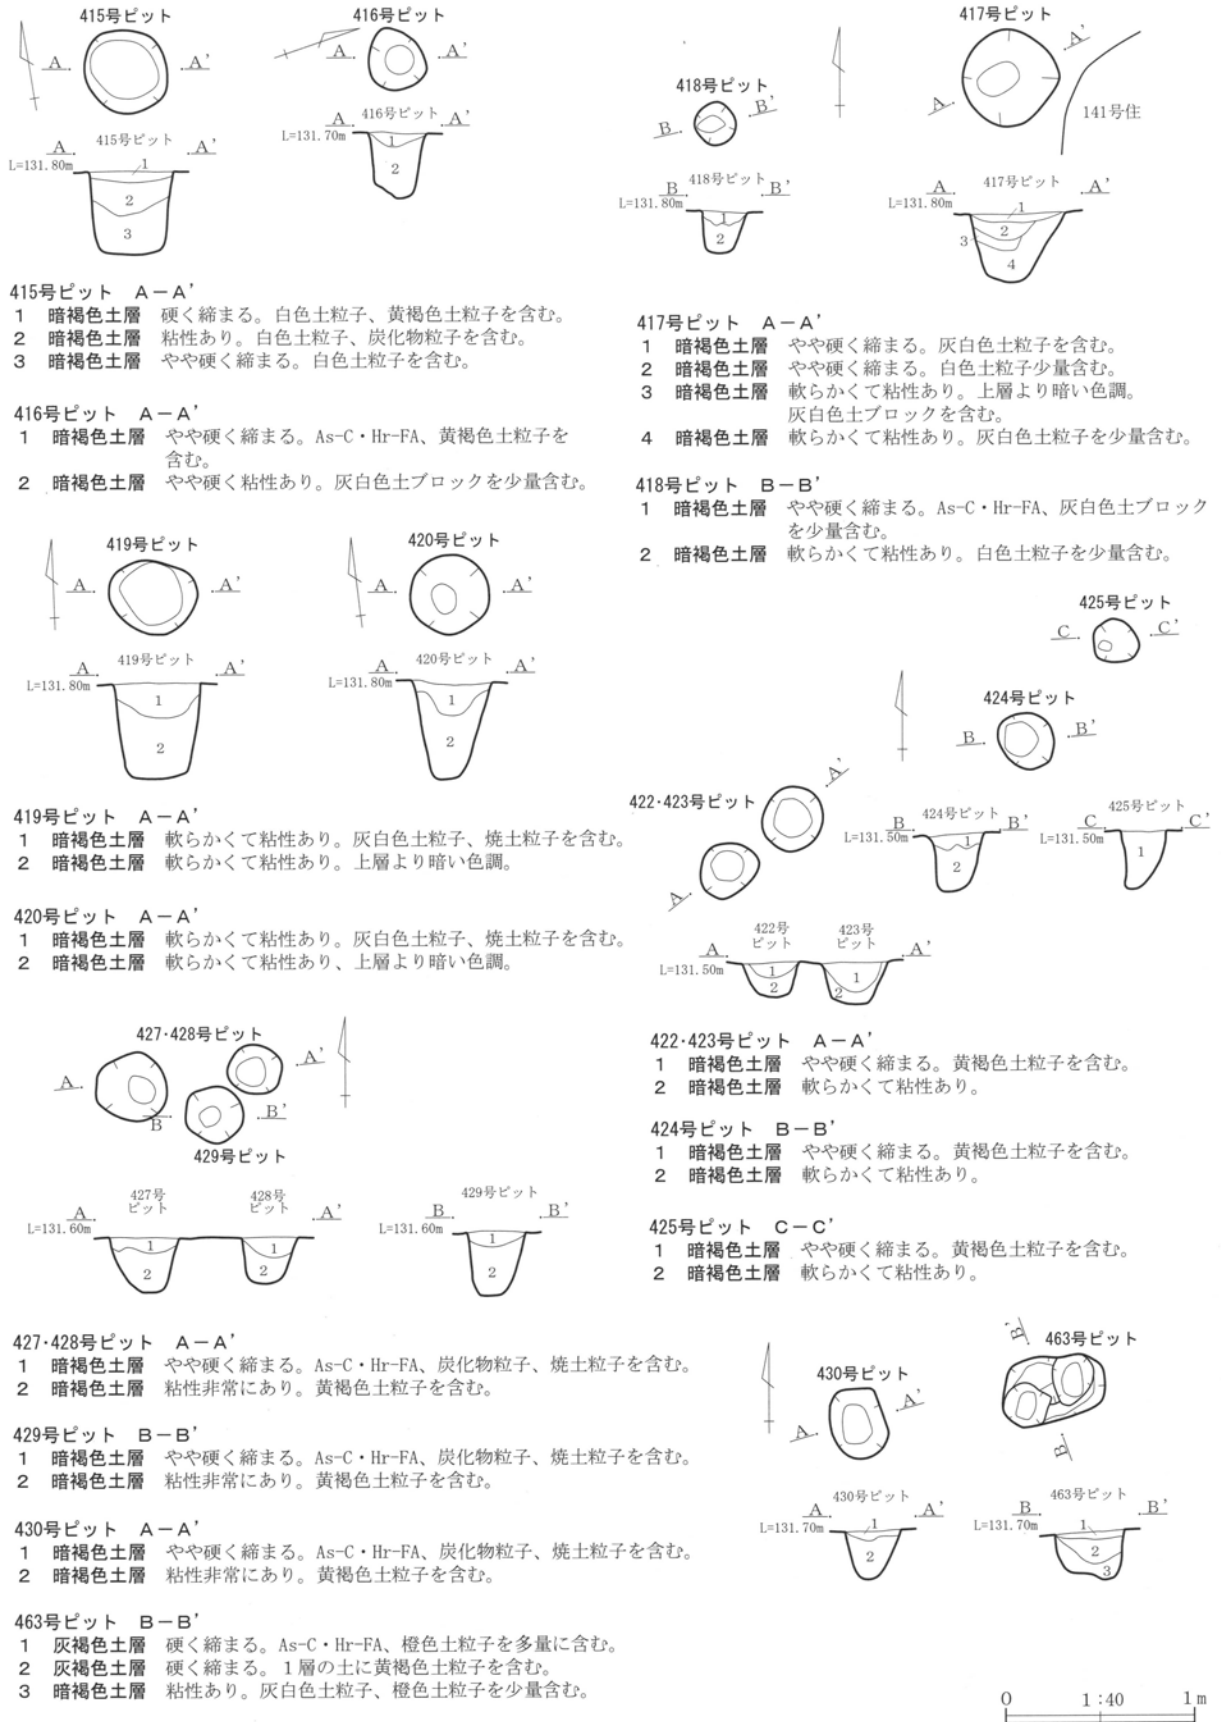 415号ピット
A A'
415号ピット
A A'
L=131.80m
1
2
3
416号ピット
A A'
416号ピット
A A'
L=131.70m
1
2
418号ピット
B B'
418号ピット
B B'
L=131.80m
1
2
417号ピット
A A'
141号住
417号ピット
A A'
L=131.80m
1
2
3
4
415号ピット A-A'
1 暗褐色土層 硬く締まる。白色土粒子、黄褐色土粒子を含む。
2 暗褐色土層 粘性あり。白色土粒子、炭化物粒子を含む。
3 暗褐色土層 やや硬く締まる。白色土粒子を含む。
416号ピット A-A'
1 暗褐色土層 やや硬く締まる。As-C・Hr-FA、黄褐色土粒子を
含む。
2 暗褐色土層 やや硬く粘性あり。灰白色土ブロックを少量含む。
417号ピット A-A'
1 暗褐色土層 やや硬く締まる。灰白色土粒子を含む。
2 暗褐色土層 やや硬く締まる。白色土粒子少量含む。
3 暗褐色土層 軟らかくて粘性あり。上層より暗い色調。
灰白色土ブロックを含む。
4 暗褐色土層 軟らかくて粘性あり。灰白色土粒子を少量含む。
418号ピット B-B'
1 暗褐色土層 やや硬く締まる。As-C・Hr-FA、灰白色土ブロック
を少量含む。
2 暗褐色土層 軟らかくて粘性あり。白色土粒子を少量含む。
419号ピット
A A'
419号ピット
A A'
L=131.80m
1
2
420号ピット
A A'
420号ピット
A A'
L=131.80m
1
2
419号ピット A-A'
1 暗褐色土層 軟らかくて粘性あり。灰白色土粒子、焼土粒子を含む。
2 暗褐色土層 軟らかくて粘性あり。上層より暗い色調。
420号ピット A-A'
1 暗褐色土層 軟らかくて粘性あり。灰白色土粒子、焼土粒子を含む。
2 暗褐色土層 軟らかくて粘性あり、上層より暗い色調。
425号ピット
C C'
424号ピット
B B'
422・423号ピット
A A'
424号ピット
B B'
L=131.50m
1
2
425号ピット
C C'
L=131.50m
1
422号
ピット
423号
ピット
A A'
L=131.50m
1
2
1
2
422・423号ピット A-A'
1 暗褐色土層 やや硬く締まる。黄褐色土粒子を含む。
2 暗褐色土層 軟らかくて粘性あり。
424号ピット B-B'
1 暗褐色土層 やや硬く締まる。黄褐色土粒子を含む。
2 暗褐色土層 軟らかくて粘性あり。
425号ピット C-C'
1 暗褐色土層 やや硬く締まる。黄褐色土粒子を含む。
2 暗褐色土層 軟らかくて粘性あり。
427・428号ピット
A A'
B B'
429号ピット
427号
ピット
428号
ピット
A A'
L=131.60m
1
2
1
2
429号ピット
B B'
L=131.60m
1
2
427・428号ピット A-A'
1 暗褐色土層 やや硬く締まる。As-C・Hr-FA、炭化物粒子、焼土粒子を含む。
2 暗褐色土層 粘性非常にあり。黄褐色土粒子を含む。
429号ピット B-B'
1 暗褐色土層 やや硬く締まる。As-C・Hr-FA、炭化物粒子、焼土粒子を含む。
2 暗褐色土層 粘性非常にあり。黄褐色土粒子を含む。
430号ピット A-A'
1 暗褐色土層 やや硬く締まる。As-C・Hr-FA、炭化物粒子、焼土粒子を含む。
2 暗褐色土層 粘性非常にあり。黄褐色土粒子を含む。
463号ピット B-B'
1 灰褐色土層 硬く締まる。As-C・Hr-FA、橙色土粒子を多量に含む。
2 灰褐色土層 硬く締まる。1層の土に黄褐色土粒子を含む。
3 暗褐色土層 粘性あり。灰白色土粒子、橙色土粒子を少量含む。
430号ピット
A A'
430号ピット
A A'
L=131.70m
1
2
463号ピット
B' B
463号ピット
B B'
L=131.70m
1
2
3
0 1:40 1m